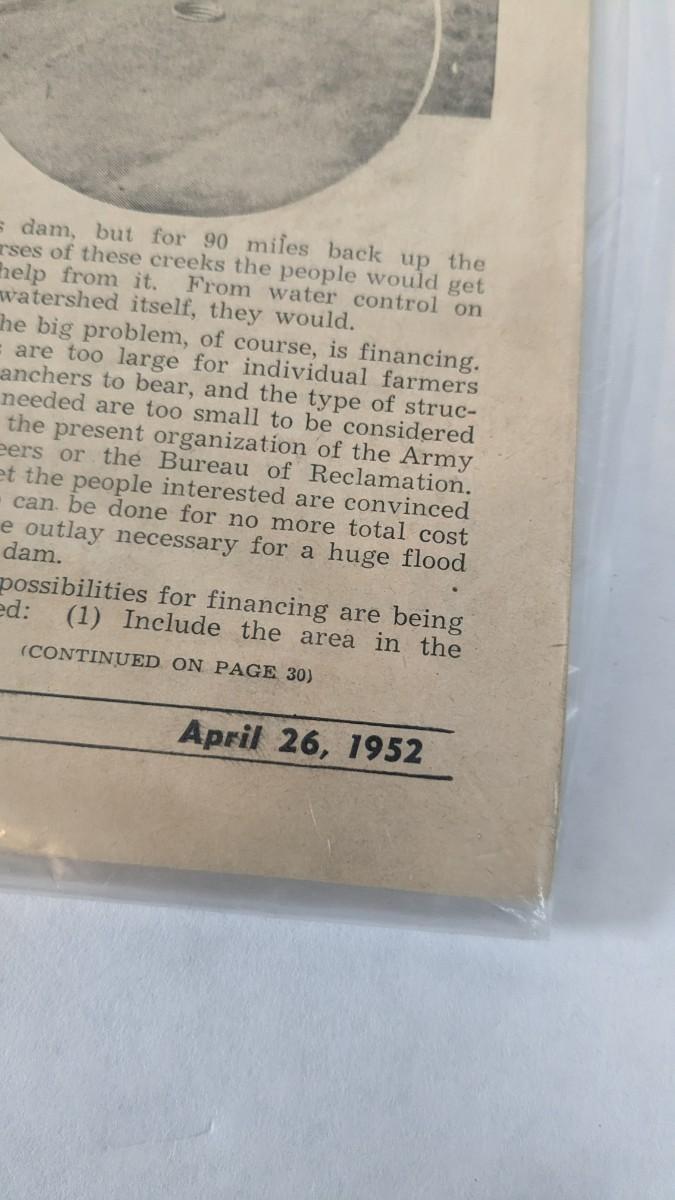 dam, but for 90 miles back up the
of these creeks the people would get
help from it. From water control on
watershed itself, they would.
he big problem, of course, is financing.
are too large for individual farmers
anchers to bear, and the type of struc-
needed are too small to be considered
the present organization of the Army
eers or the Bureau of Reclamation.
et the people interested are convinced
can be done for no more total cost
e outlay necessary for a huge flood
dam.
possibilities for financing are being
ed: (1) Include the area in the
(CONTINUED ON PAGE 30)
April 26, 1952